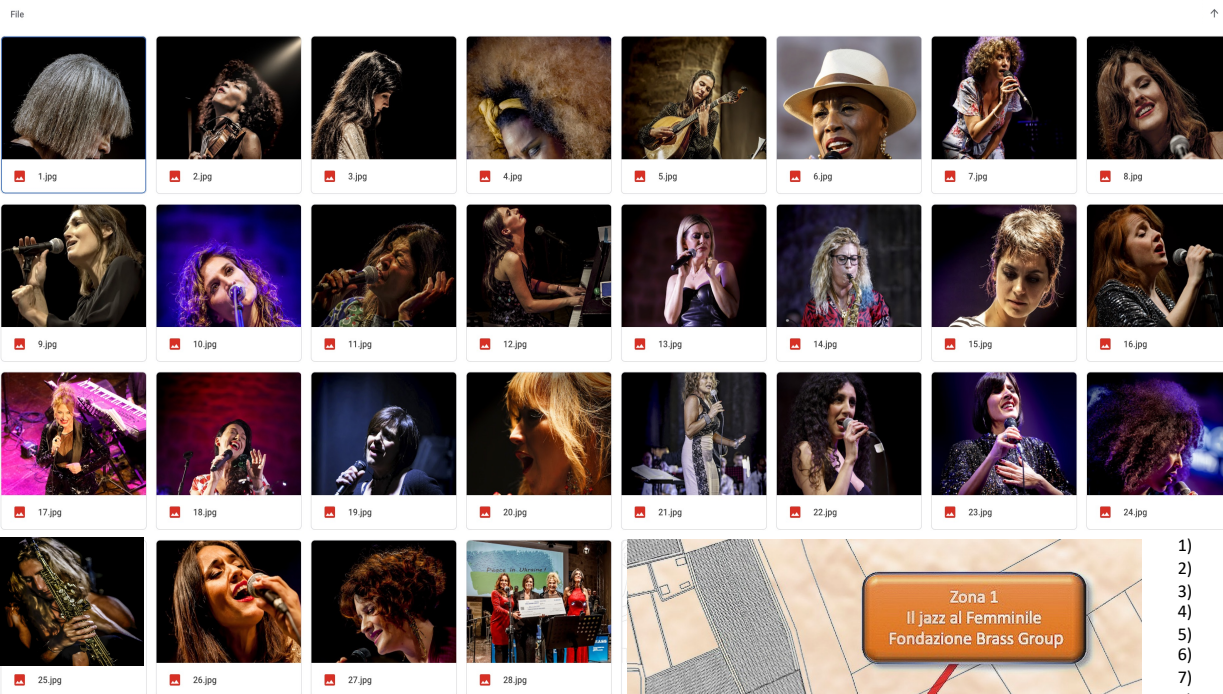 File
1.jpg
2.jpg
3.jpg
4.jpg
5.jpg
6.jpg
7.jpg
8.jpg
9.jpg
10.jpg
11.jpg
12.jpg
13.jpg
14.jpg
15.jpg
16.jpg
17.jpg
18.jpg
19.jpg
20.jpg
21.jpg
22.jpg
23.jpg
24.jpg
Peace in Ukraine!
25.jpg
26.jpg
27.jpg
28.jpg
Zona 1
Il jazz al Femminile
Fondazione Brass Group
1)
2)
3)
4)
5)
6)
7)